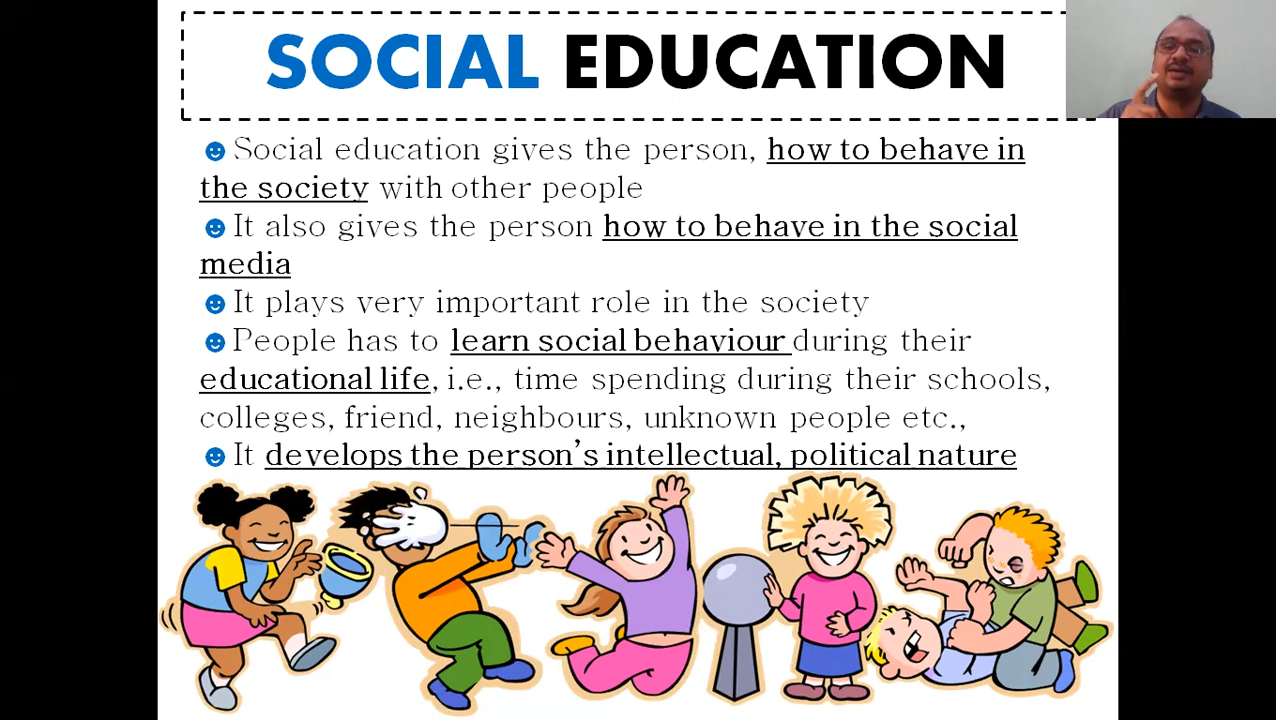 SOCIAL EDUCATION
Social education gives the person, how to behave in
the society with other people
It also gives the person how to behave in the social
media
It plays very important role in the society
People has to learn social behaviour during their
educational life, i.e., time spending during their schools,
colleges, friend, neighbours, unknown people etc.,
It develops the person's intellectual, political nature